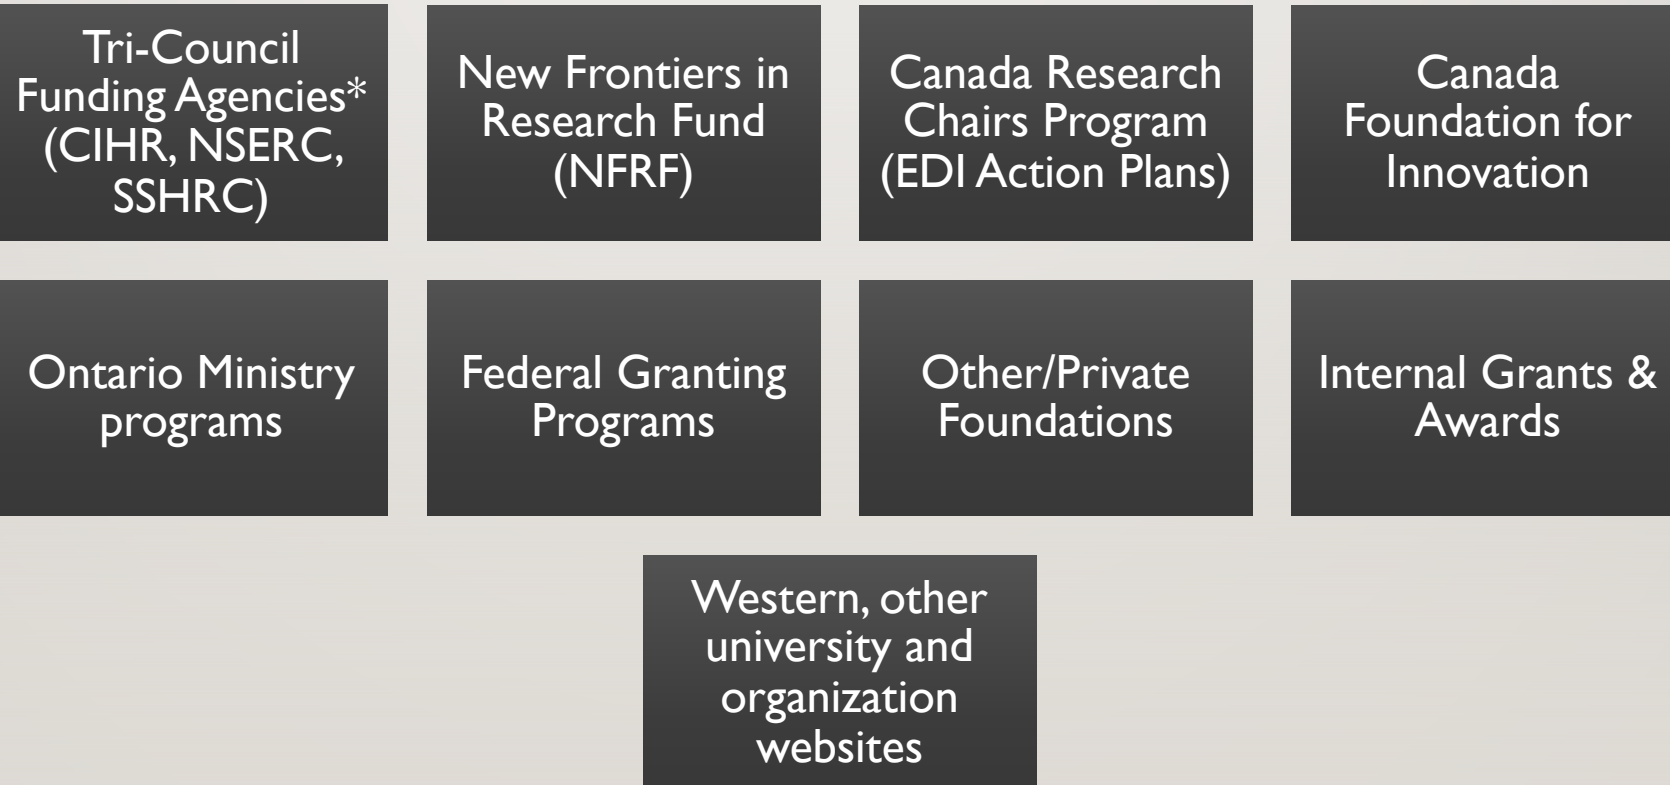 Tri-Council
Funding Agencies*
(CIHR, NSERC,
SSHRC)
New Frontiers in
Research Fund
(NFRF)
Canada Research
Chairs Program
(EDI Action Plans)
Canada
Foundation for
Innovation
Ontario Ministry
programs
Federal Granting
Programs
Other/Private
Foundations
Internal Grants &
Awards
Western, other
university and
organization
websites